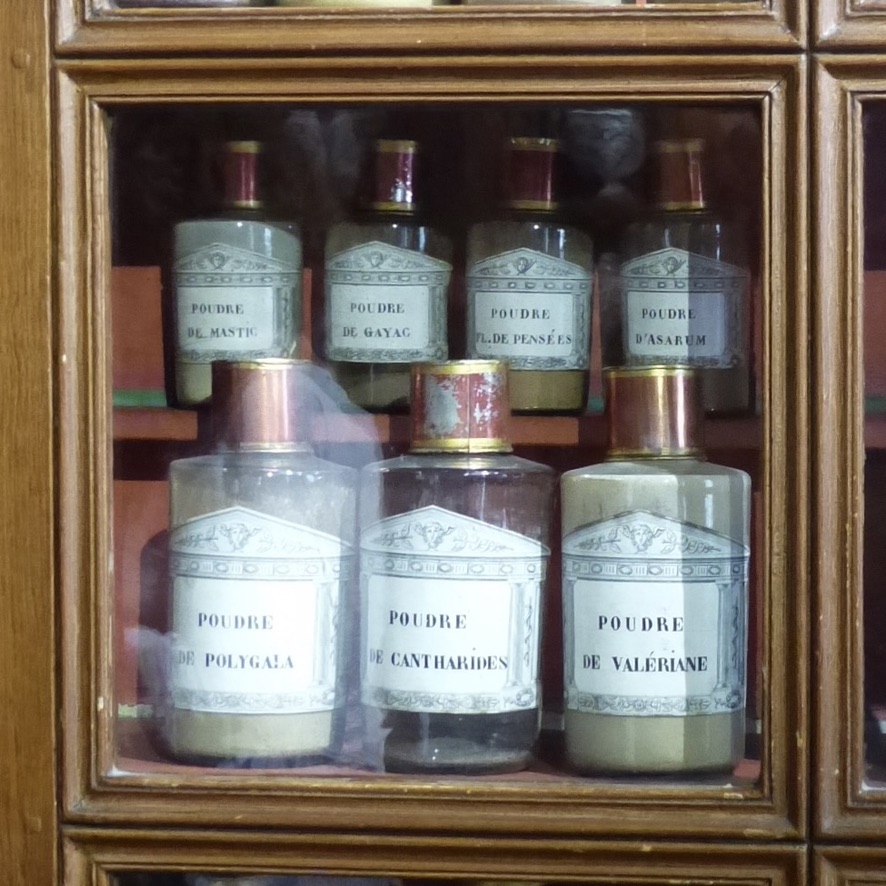 POUDRE
DE MASTIC
POUDRE
DE GAYAC
POUDRE
FL. DE PENSÉES
POUDRE
D'ASARUM
POUDRE
DE POLYGALA
POUDRE
DE CANTHARIDES
POUDRE
DE VALÉRIANE